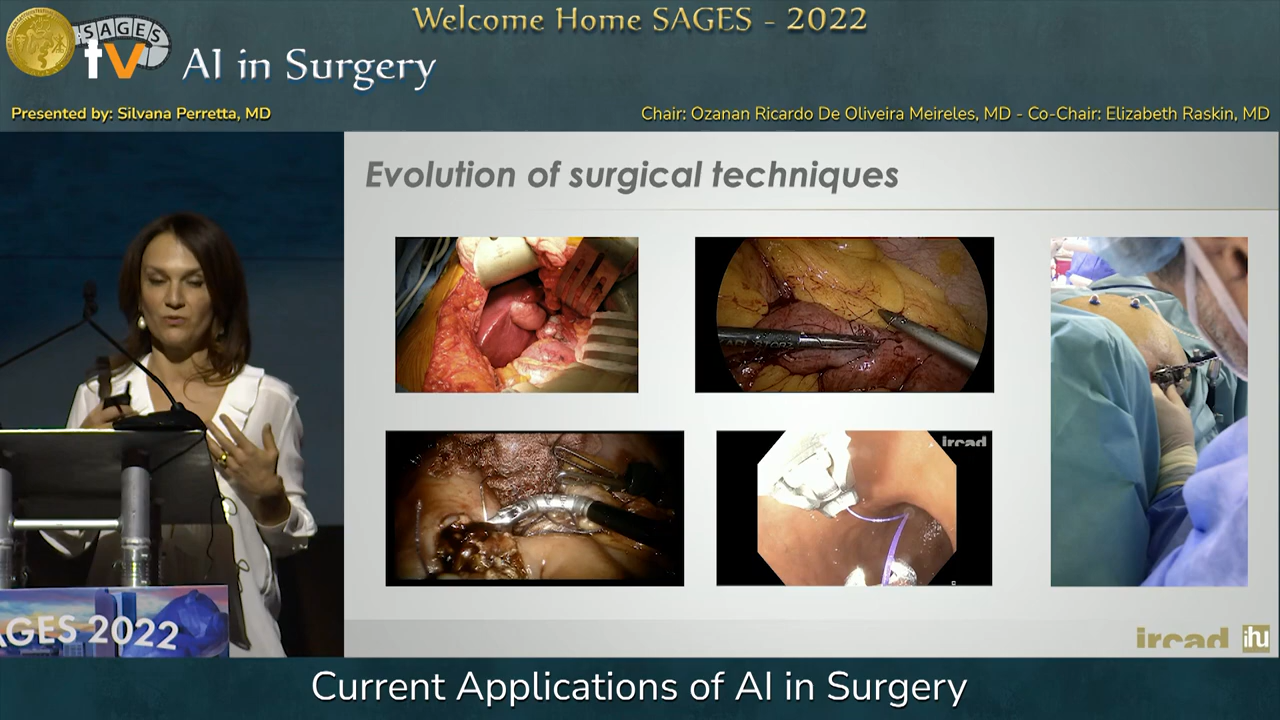 Welcome Home SAGES - 2022
SAGES
tv
AI in Surgery
Presented by: Silvana Perretta, MD
Chair: Ozanan Ricardo De Oliveira Meireles, MD - Co-Chair: Elizabeth Raskin, MD
Evolution of surgical techniques
ircad
AGES 2022
ircad ihu
Current Applications of AI in Surgery